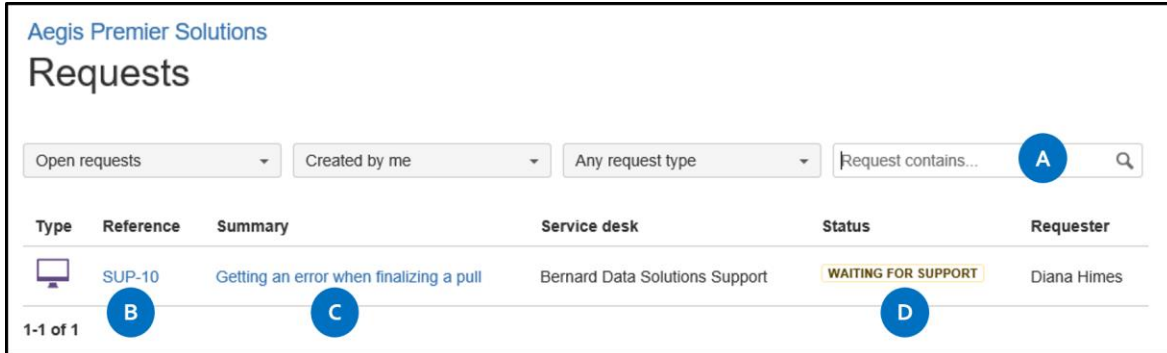 Aegis Premier Solutions
Requests
Open requests Created by me Any request type Request contains... A
Type Reference Summary Service desk Status Requester
SUP-10 Getting an error when finalizing a pull Bernard Data Solutions Support WAITING FOR SUPPORT Diana Himes
B C D
1-1 of 1